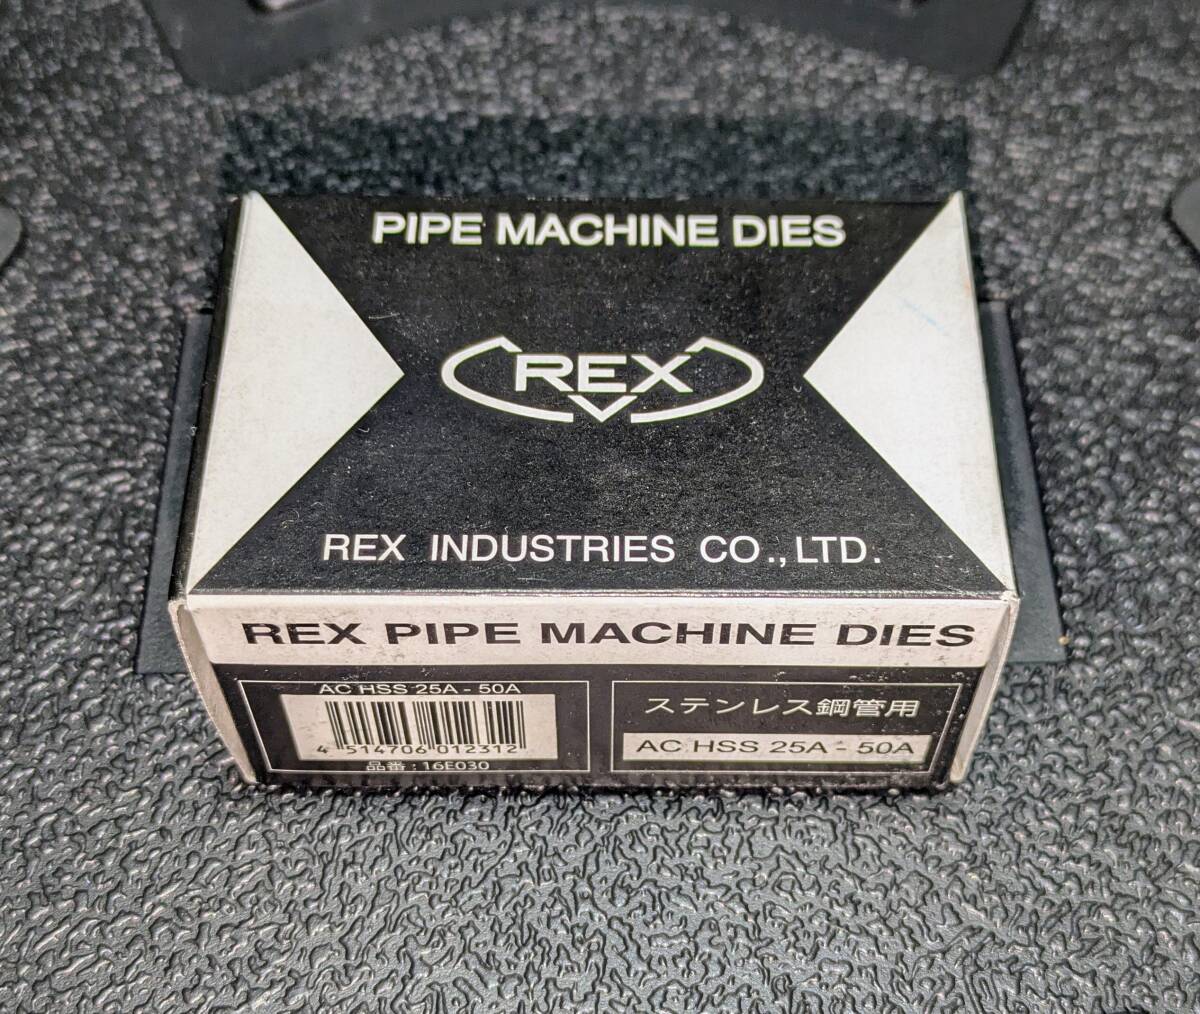 PIPE MACHINE DIES
REX
REX INDUSTRIES CO.,LTD.
REX PIPE MACHINE DIES
AC HSS 25A - 50A
4 514706 012312
品番 : 16E030
ステンレス鋼管用
AC HSS 25A - 50A